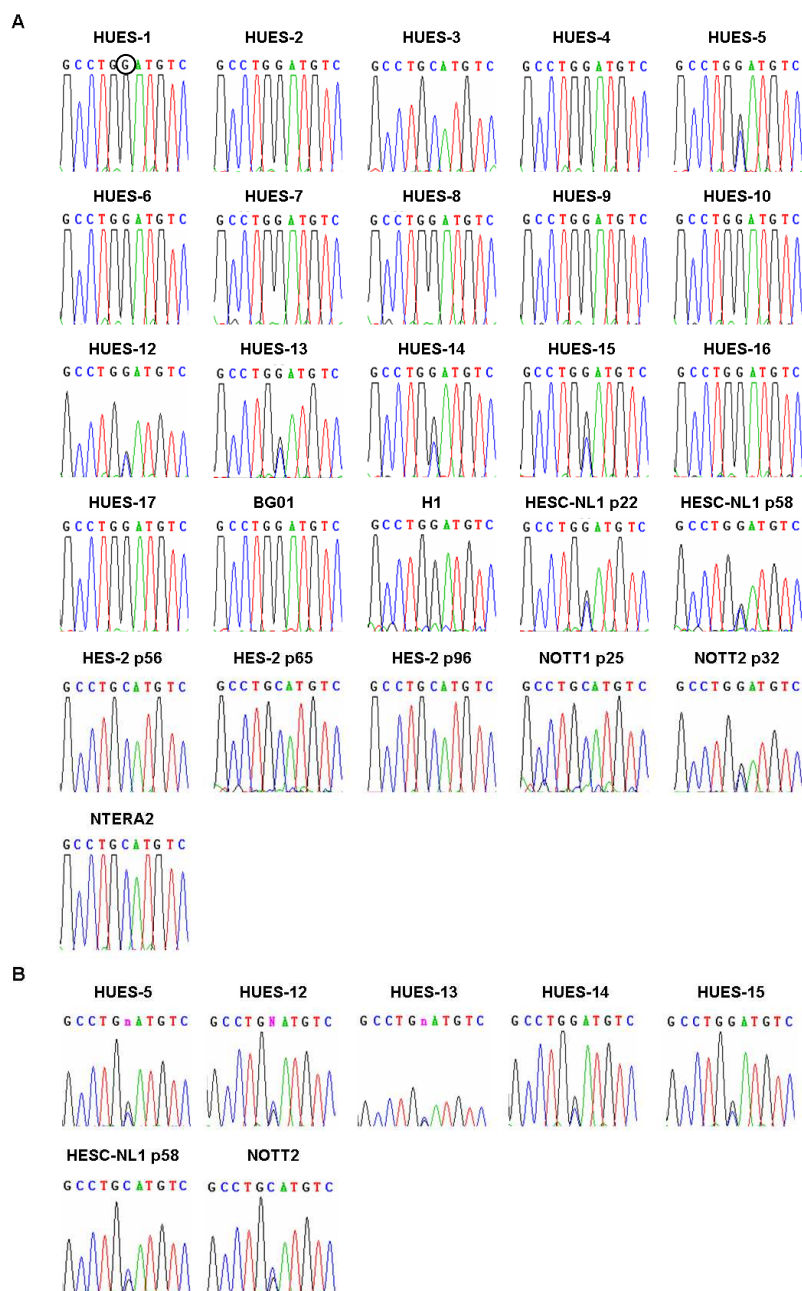 A
HUES-1 HUES-2 HUES-3 HUES-4 HUES-5
GCCTGGATGTC GCCTGGATGTC GCCTGCATGTC GCCTGGATGTC GCCTGGATGTC
HUES-6 HUES-7 HUES-8 HUES-9 HUES-10
GCCTGGATGTC GCCTGGATGTC GCCTGGATGTC GCCTGGATGTC GCCTGGATGTC
HUES-12 HUES-13 HUES-14 HUES-15 HUES-16
GCCTGGATGTC GCCTGGATGTC GCCTGGATGTC GCCTGGATGTC GCCTGGATGTC
HUES-17 BG01 H1 HESC-NL1 p22 HESC-NL1 p58
GCCTGGATGTC GCCTGGATGTC GCCTGGATGTC GCCTGGATGTC GCCTGGATGTC
HES-2 p56 HES-2 p65 HES-2 p96 NOTT1 p25 NOTT2 p32
GCCTGCATGTC GCCTGCATGTC GCCTGCATGTC GCCTGCATGTC GCCTGGATGTC
NTERA2
GCCTGCATGTC
B
HUES-5 HUES-12 HUES-13 HUES-14 HUES-15
GCCTGnATGTC GCCTGNATGTC GCCTGnATGTC GCCTGGATGTC GCCTGGATGTC
HESC-NL1 p58 NOTT2
GCCTGCATGTC GCCTGCATGTC